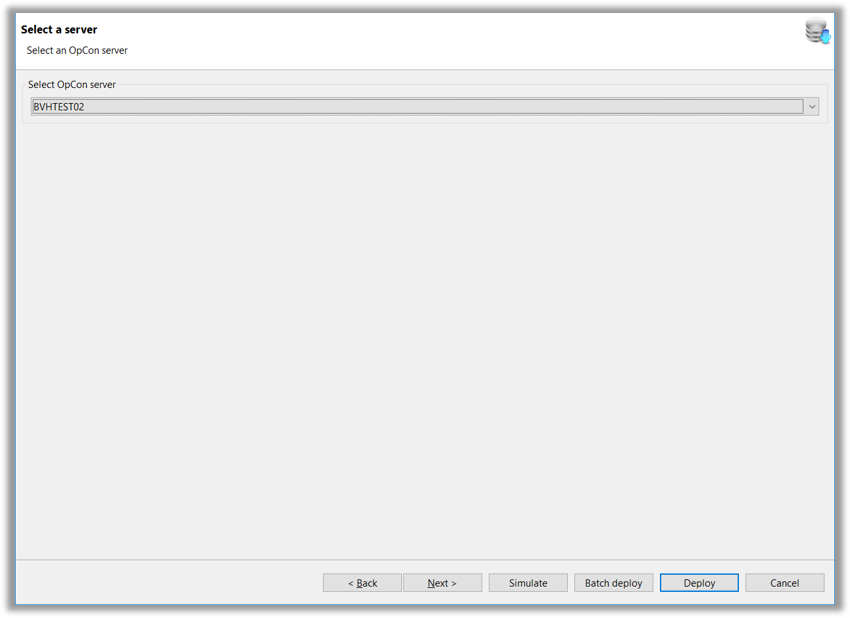 Select a server
Select an OpCon server
Select OpCon server
BVHTEST02
< Back Next > Simulate Batch deploy Deploy Cancel